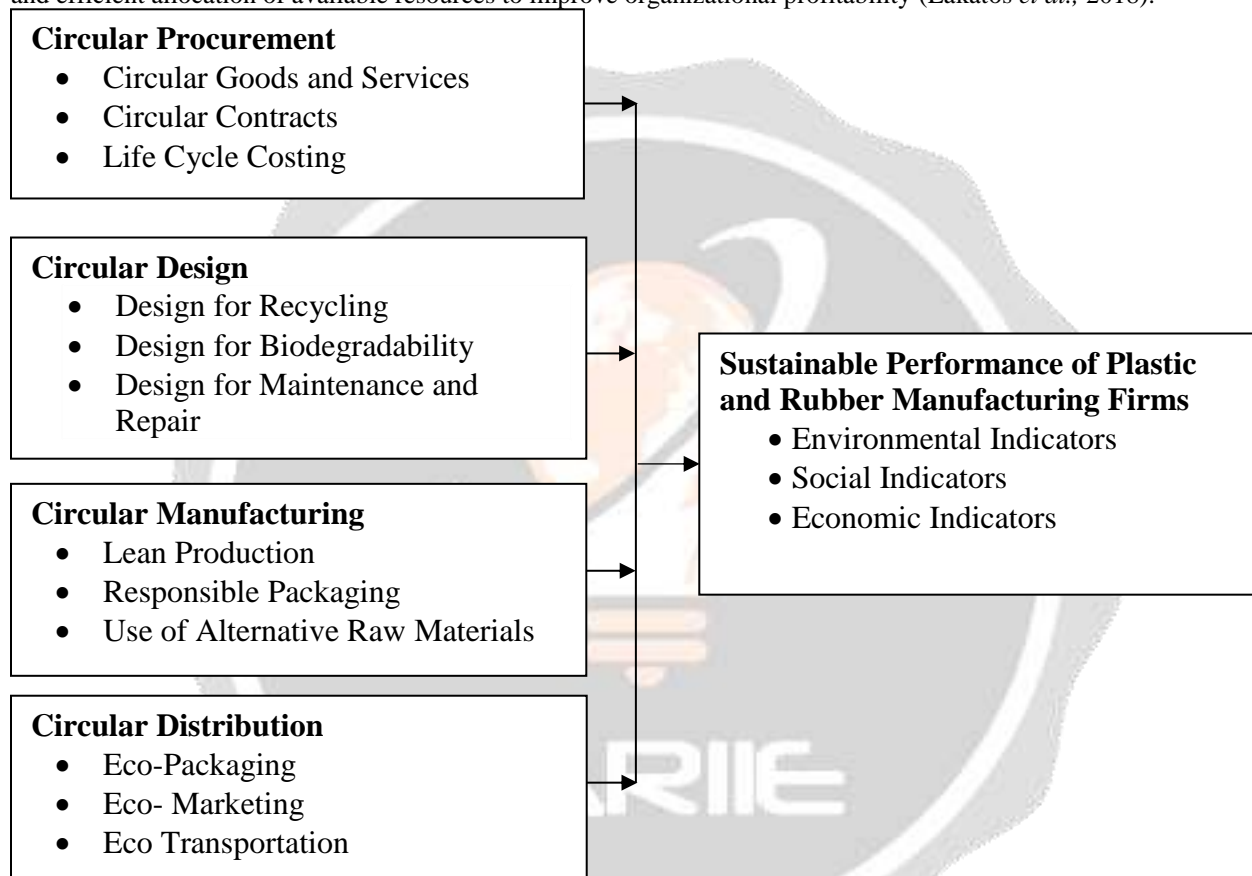 and efficient allocation of available resources to improve organizational profitability (Lakatos et al., 2018).
Circular Procurement
• Circular Goods and Services
• Circular Contracts
• Life Cycle Costing
Circular Design
• Design for Recycling
• Design for Biodegradability
• Design for Maintenance and
Repair
Circular Manufacturing
• Lean Production
• Responsible Packaging
• Use of Alternative Raw Materials
Circular Distribution
• Eco-Packaging
• Eco- Marketing
• Eco Transportation
Sustainable Performance of Plastic
and Rubber Manufacturing Firms
• Environmental Indicators
• Social Indicators
• Economic Indicators